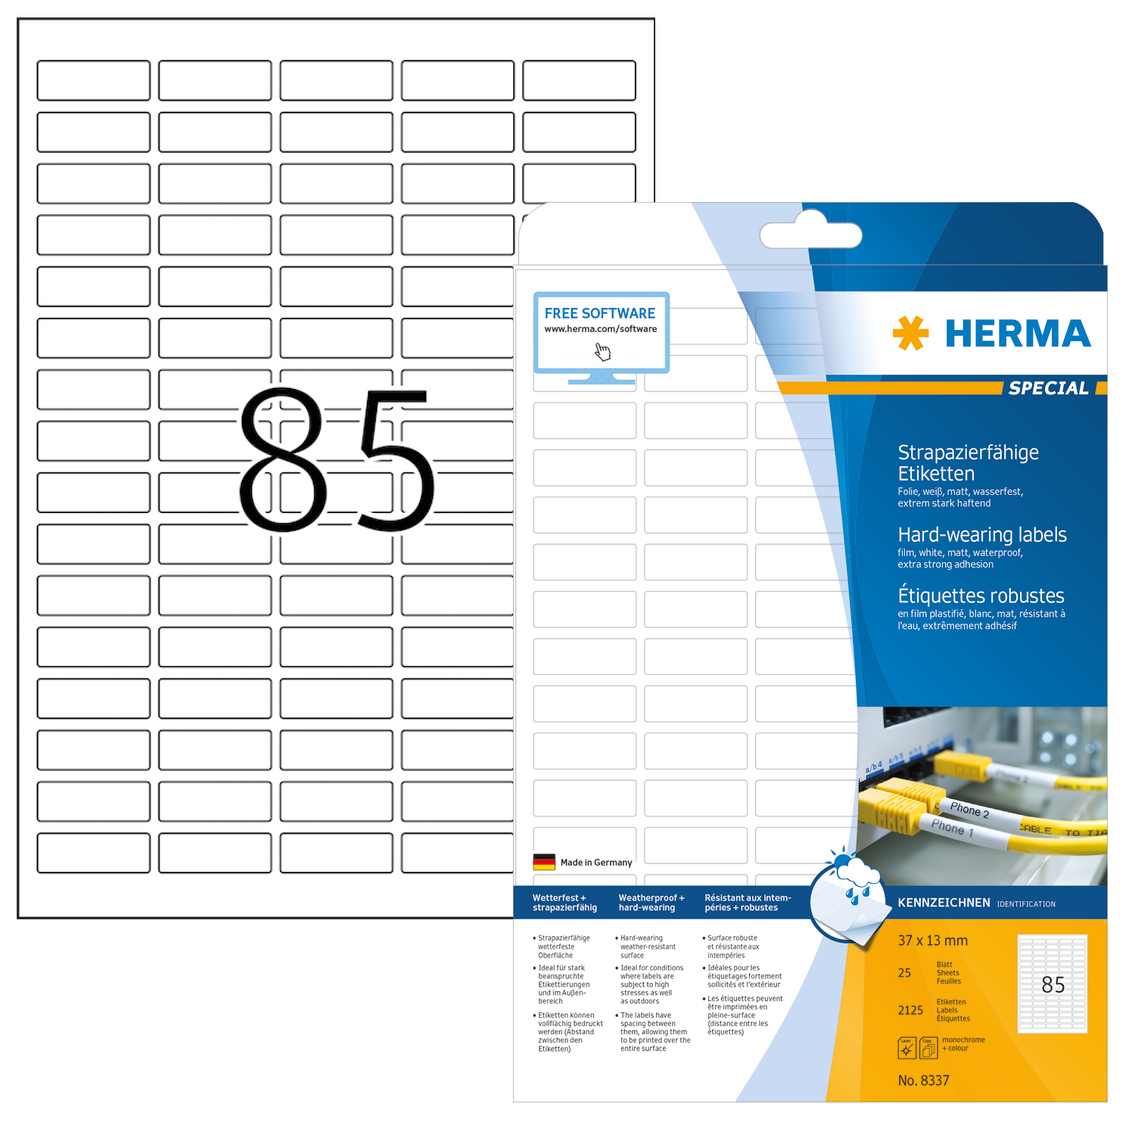 85
FREE SOFTWARE
www.herma.com/software
HERMA
SPECIAL
Strapazierfähige
Etiketten
Folie, weiß, matt, wasserfest,
extrem stark haftend
Hard-wearing labels
film, white, matt, waterproof,
extra strong adhesion
Étiquettes robustes
en film plastifié, blanc, mat, résistant à
l'eau, extrêmement adhésif
a/b 4
Phone 2
Phone 2
Phone 1
CABLE TO
Made in Germany
Wetterfest +
strapazierfähig
Weatherproof +
hard-wearing
Résistant aux intem-
péries + robustes
• Strapazierfähige
wetterfeste
Oberfläche
• Ideal für stark
beanspruchte
Etikettierungen
und im Außen-
bereich
• Etiketten können
vollflächig bedruckt
werden (Abstand
zwischen den
Etiketten)
• Hard-wearing
weather-resistant
surface
• Ideal for conditions
where labels are
subject to high
stresses as well
as outdoors
• The labels have
spacing between
them, allowing them
to be printed over the
entire surface
• Surface robuste
et résistante aux
intempéries
• Idéales pour les
étiquetages fortement
sollicités et l'extérieur
• Les étiquettes peuvent
être imprimées en
pleine-surface
(distance entre les
étiquettes)
KENNZEICHNEN IDENTIFICATION
37 x 13 mm
25 Blatt
Sheets
Feuilles
2125 Etiketten
Labels
Étiquettes
85
Laser Copy monochrome
+ colour
No. 8337